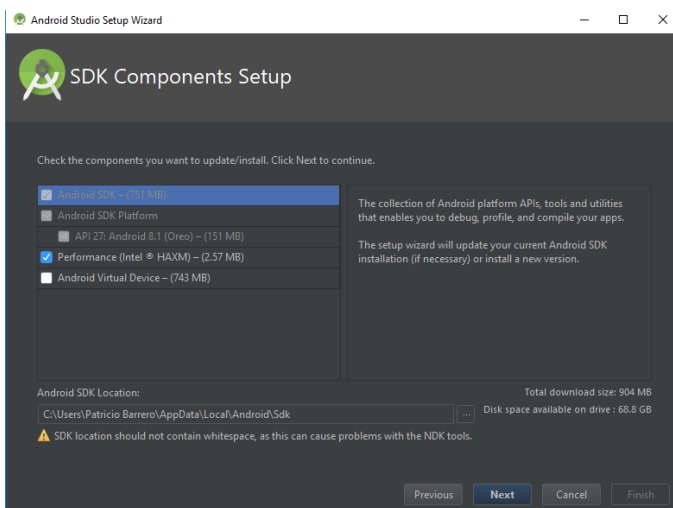 Android Studio Setup Wizard
SDK Components Setup
Check the components you want to update/install. Click Next to continue.
Android SDK – (751 MB)
Android SDK Platform
API 27: Android 8.1 (Oreo) – (151 MB)
Performance (Intel ® HAXM) – (2.57 MB)
Android Virtual Device – (743 MB)
The collection of Android platform APIs, tools and utilities
that enables you to debug, profile, and compile your apps.
The setup wizard will update your current Android SDK
installation (if necessary) or install a new version.
Android SDK Location:
Total download size: 904 MB
C:\Users\Patricio Barrero\AppData\Local\Android\Sdk
...
Disk space available on drive : 68.8 GB
SDK location should not contain whitespace, as this can cause problems with the NDK tools.
Previous
Next
Cancel
Finish